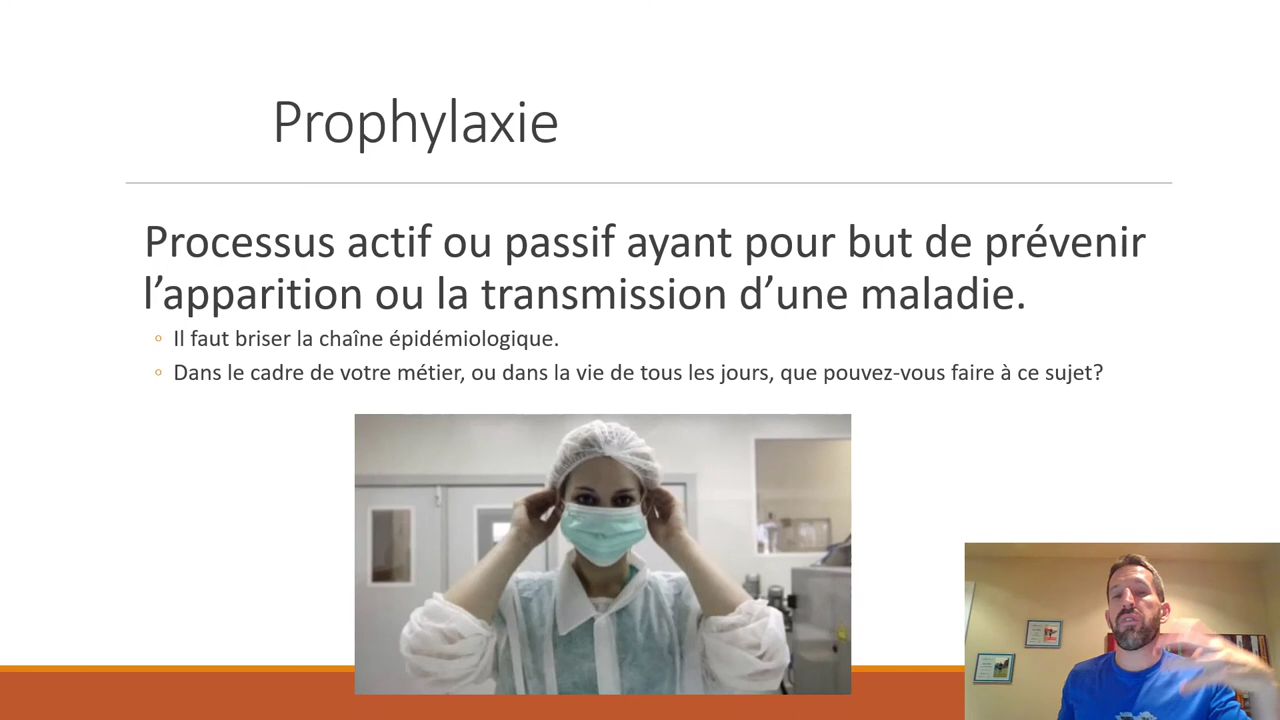 Prophylaxie
Processus actif ou passif ayant pour but de prévenir
l’apparition ou la transmission d’une maladie.
◦ Il faut briser la chaîne épidémiologique.
◦ Dans le cadre de votre métier, ou dans la vie de tous les jours, que pouvez-vous faire à ce sujet?